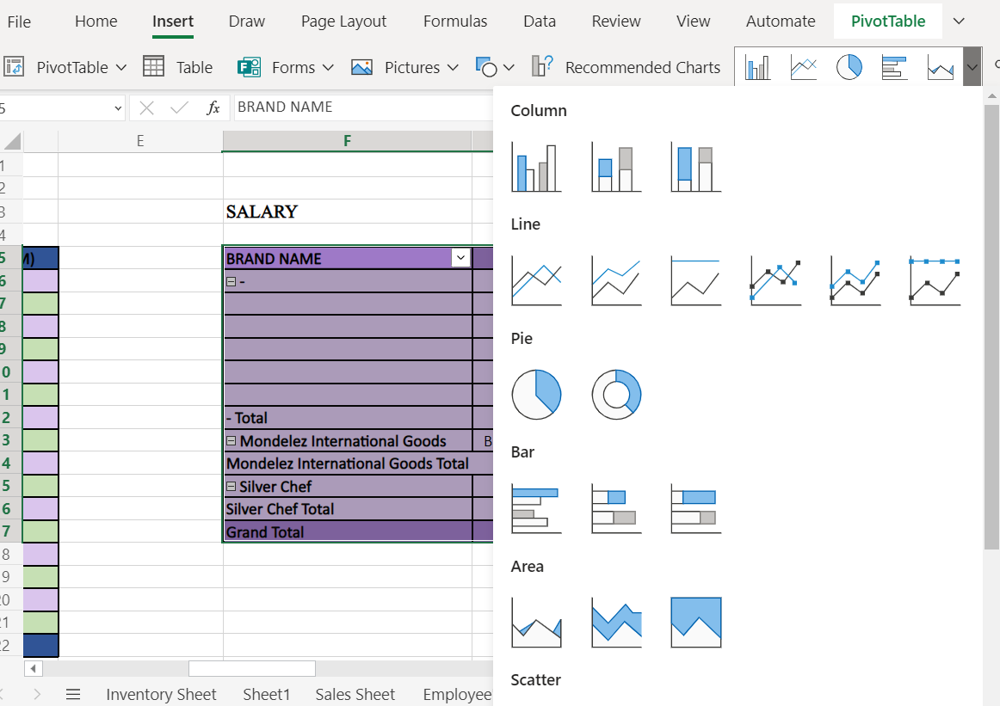 File Home Insert Draw Page Layout Formulas Data Review View Automate PivotTable
PivotTable Table Forms Pictures Recommended Charts
5 fx BRAND NAME
E F
1
2
3 SALARY
4
5 M) BRAND NAME
6 -
7
8
9
0
1
2 - Total
3 Mondelez International Goods B
4 Mondelez International Goods Total
5 Silver Chef
6 Silver Chef Total
7 Grand Total
8
9
20
21
22
Inventory Sheet Sheet1 Sales Sheet Employee
Column
Line
Pie
Bar
Area
Scatter